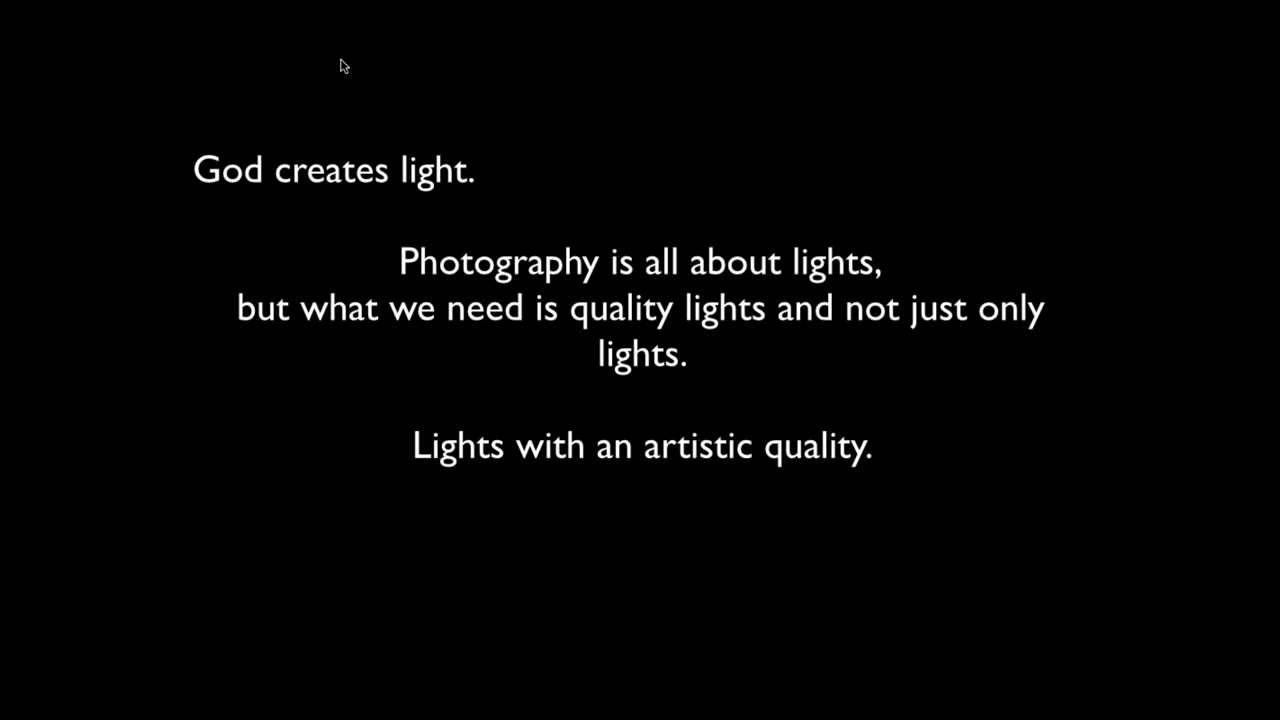 God creates light.
Photography is all about lights,
but what we need is quality lights and not just only
lights.
Lights with an artistic quality.